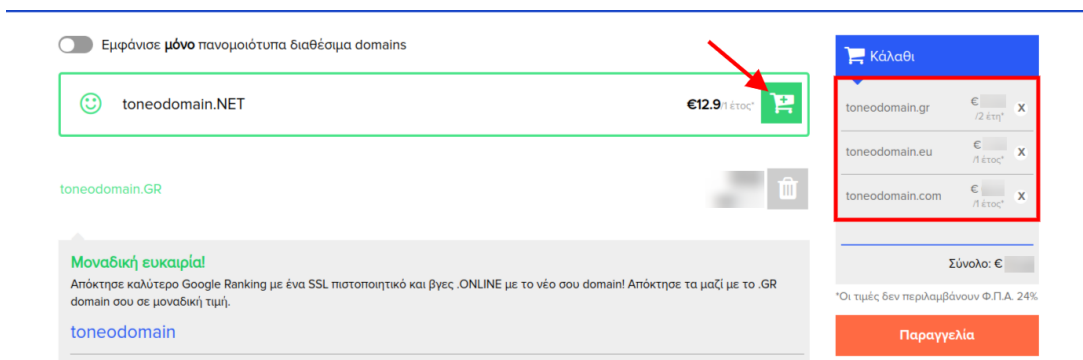 Εμφάνισε μόνο πανομοιότυπα διαθέσιμα domains
toneodomain.NET
€12.9/1 έτος*
toneodomain.GR
Μοναδική ευκαιρία!
Απόκτησε καλύτερο Google Ranking με ένα SSL πιστοποιητικό και βγες .ONLINE με το νέο σου domain! Απόκτησε τα μαζί με το .GR
domain σου σε μοναδική τιμή.
toneodomain
Κάλαθι
toneodomain.gr
€
/2 έτη*
X
toneodomain.eu
€
/1 έτος*
X
toneodomain.com
€
/1 έτος*
X
Σύνολο: €
*Οι τιμές δεν περιλαμβάνουν Φ.Π.Α. 24%
Παραγγελία